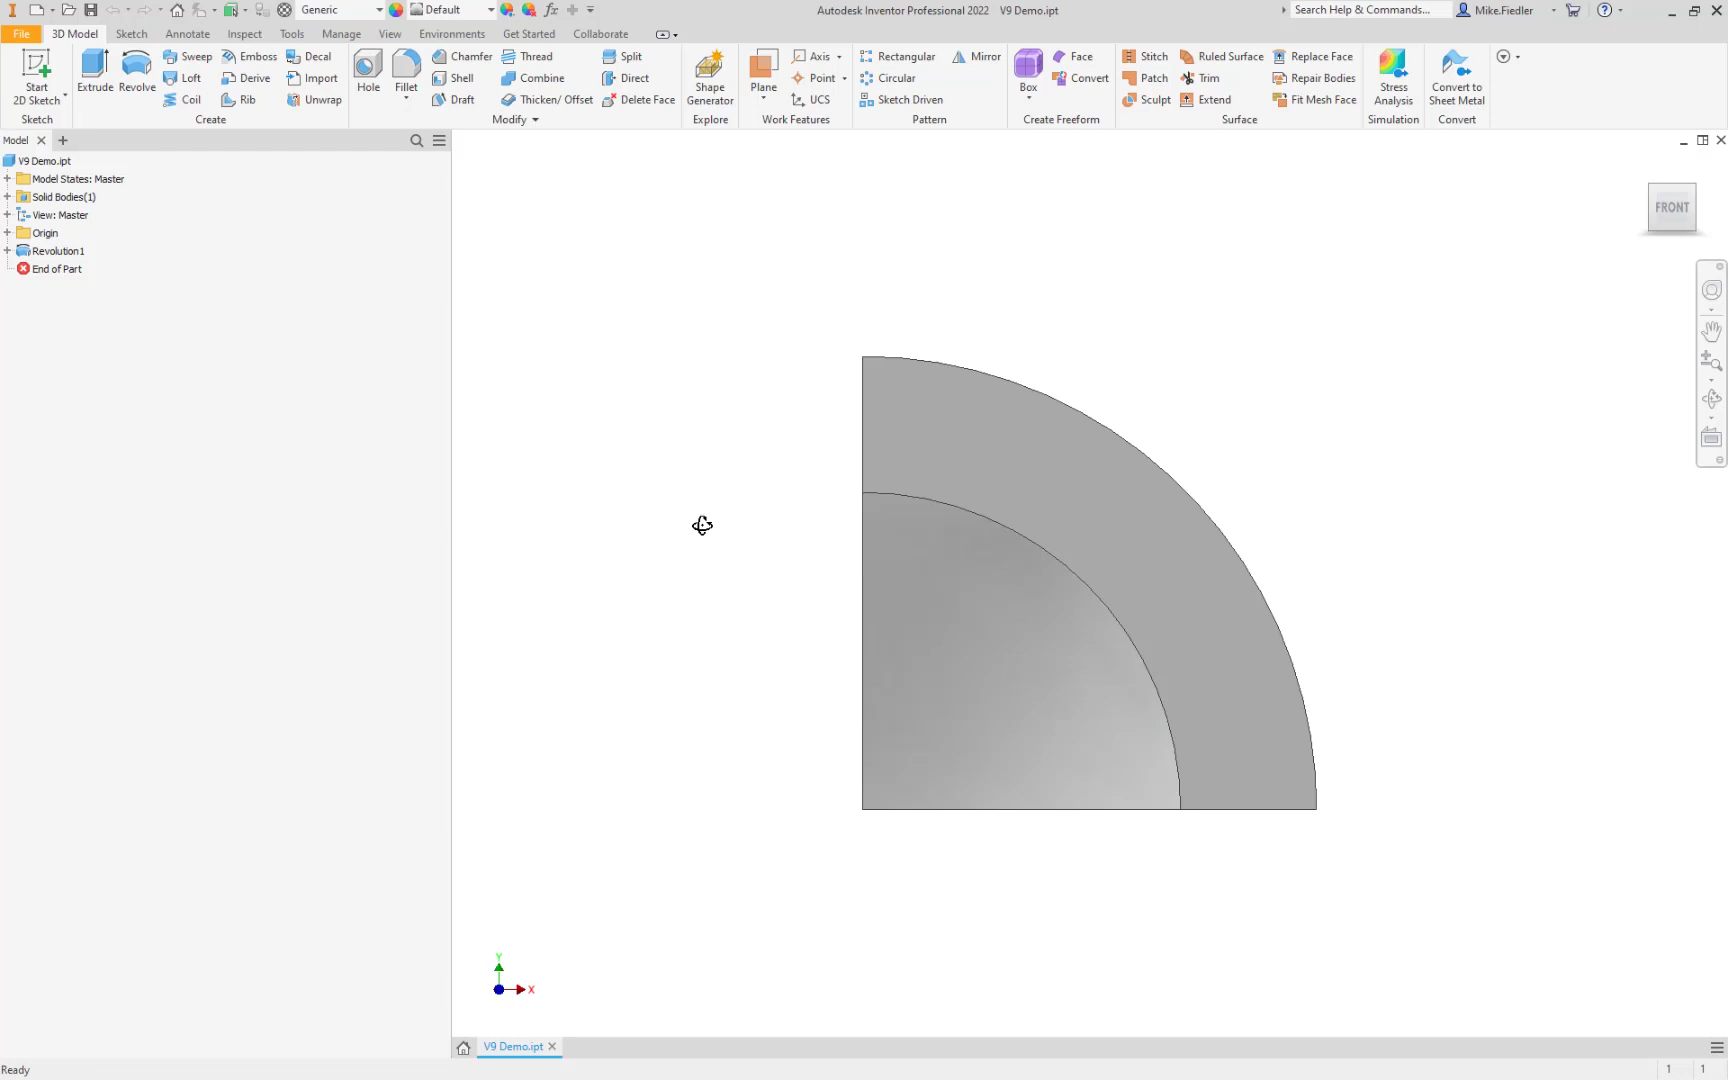 Generic
Default
fx
Autodesk Inventor Professional 2022 V9 Demo.ipt
Search Help & Commands...
Mike.Fiedler
File
3D Model
Sketch
Annotate
Inspect
Tools
Manage
View
Environments
Get Started
Collaborate
Start
2D Sketch
Sketch
Extrude
Revolve
Sweep
Emboss
Decal
Loft
Derive
Import
Coil
Rib
Unwrap
Create
Hole
Fillet
Chamfer
Thread
Split
Shell
Combine
Direct
Draft
Thicken/ Offset
Delete Face
Modify
Shape
Generator
Explore
Plane
Axis
Point
UCS
Work Features
Rectangular
Mirror
Circular
Sketch Driven
Pattern
Box
Face
Convert
Create Freeform
Stitch
Ruled Surface
Replace Face
Patch
Trim
Repair Bodies
Sculpt
Extend
Fit Mesh Face
Surface
Stress
Analysis
Simulation
Convert to
Sheet Metal
Convert
Model
V9 Demo.ipt
Model States: Master
Solid Bodies(1)
View: Master
Origin
Revolution1
End of Part
FRONT
Y
X
V9 Demo.ipt
Ready
1 1